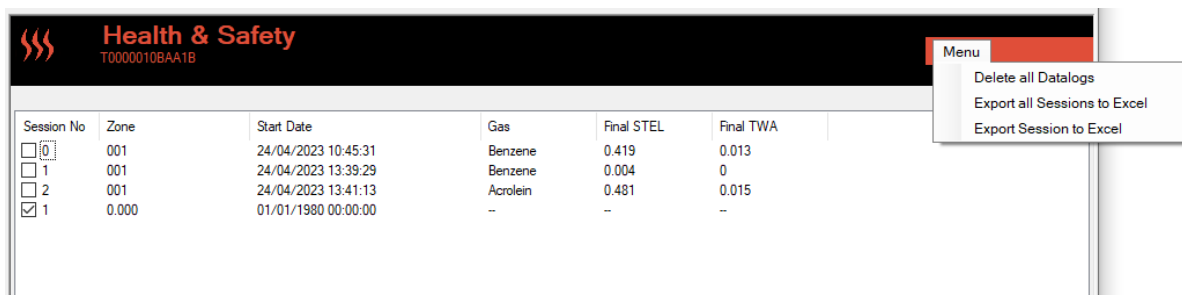 Health & Safety
T0000010BAA1B
Menu
Delete all Datalogs
Export all Sessions to Excel
Export Session to Excel
Session No Zone Start Date Gas Final STEL Final TWA
0 001 24/04/2023 10:45:31 Benzene 0.419 0.013
1 001 24/04/2023 13:39:29 Benzene 0.004 0
2 001 24/04/2023 13:41:13 Acrolein 0.481 0.015
1 0.000 01/01/1980 00:00:00 -- -- --